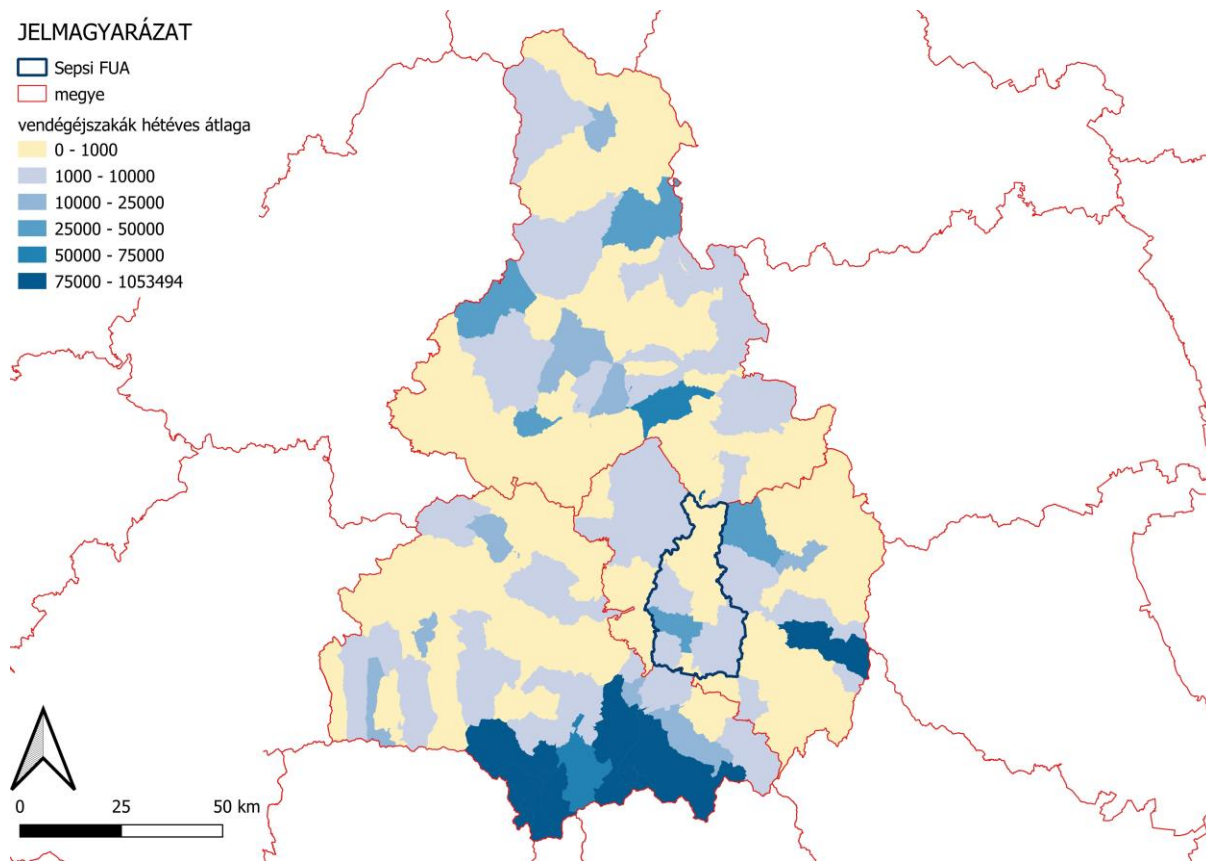 JELMAGYARÁZAT
Sepsi FUA
megye
vendégéjszakák hétéves átlaga
0 - 1000
1000 - 10000
10000 - 25000
25000 - 50000
50000 - 75000
75000 - 1053494
0 25 50 km